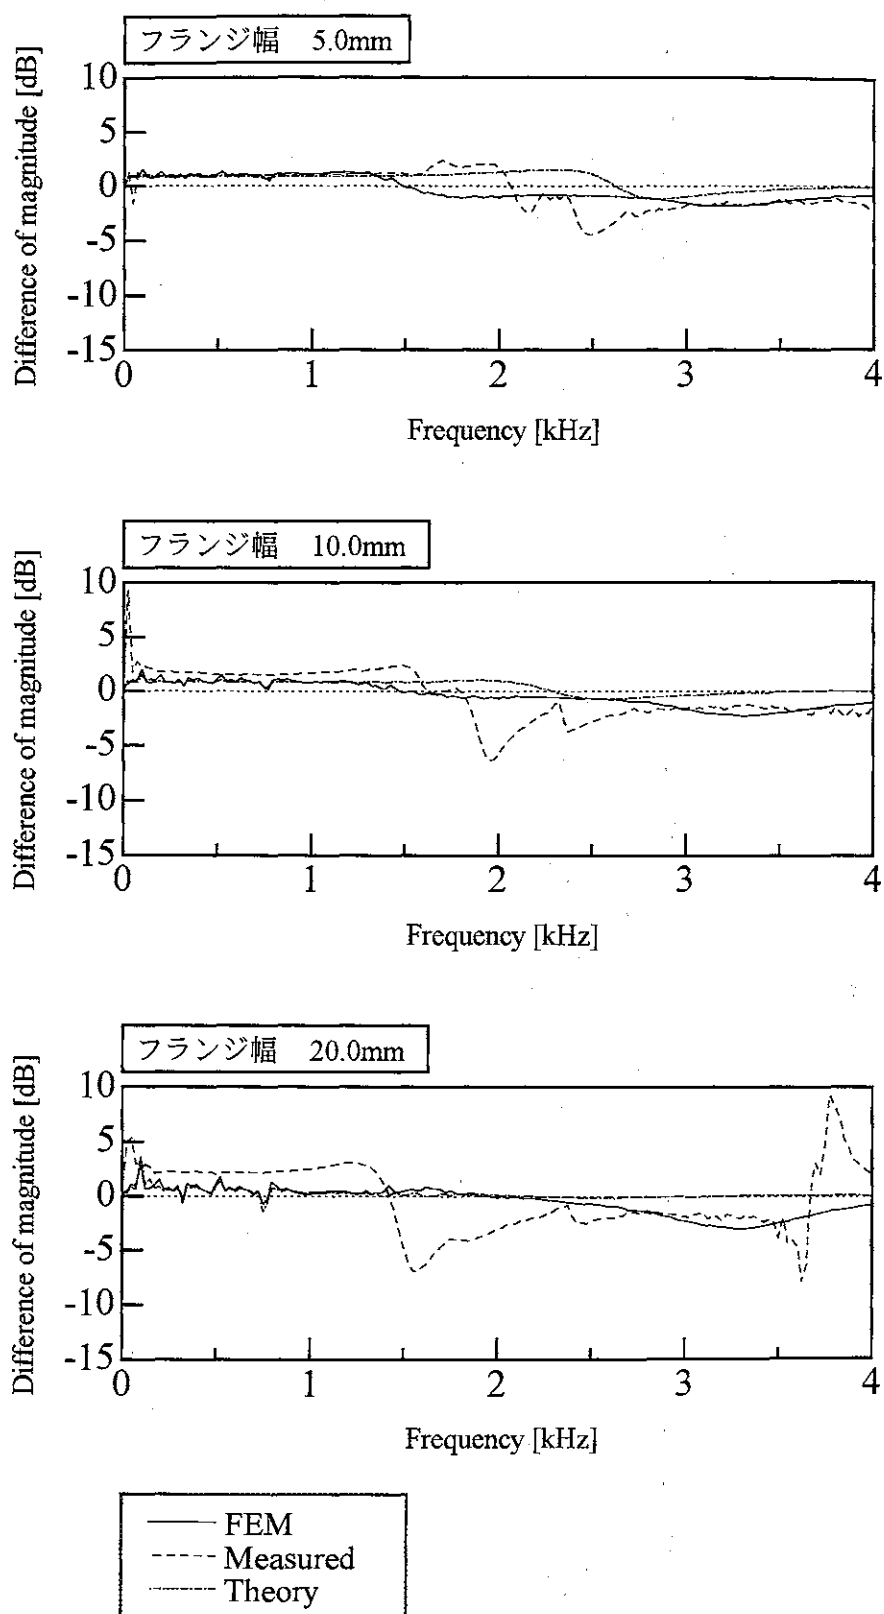 フランジ幅 5.0mm
Difference of magnitude [dB]
10
5
0
-5
-10
-15
0 1 2 3 4
Frequency [kHz]
フランジ幅 10.0mm
Difference of magnitude [dB]
10
5
0
-5
-10
-15
0 1 2 3 4
Frequency [kHz]
フランジ幅 20.0mm
Difference of magnitude [dB]
10
5
0
-5
-10
-15
0 1 2 3 4
Frequency [kHz]
FEM
Measured
Theory